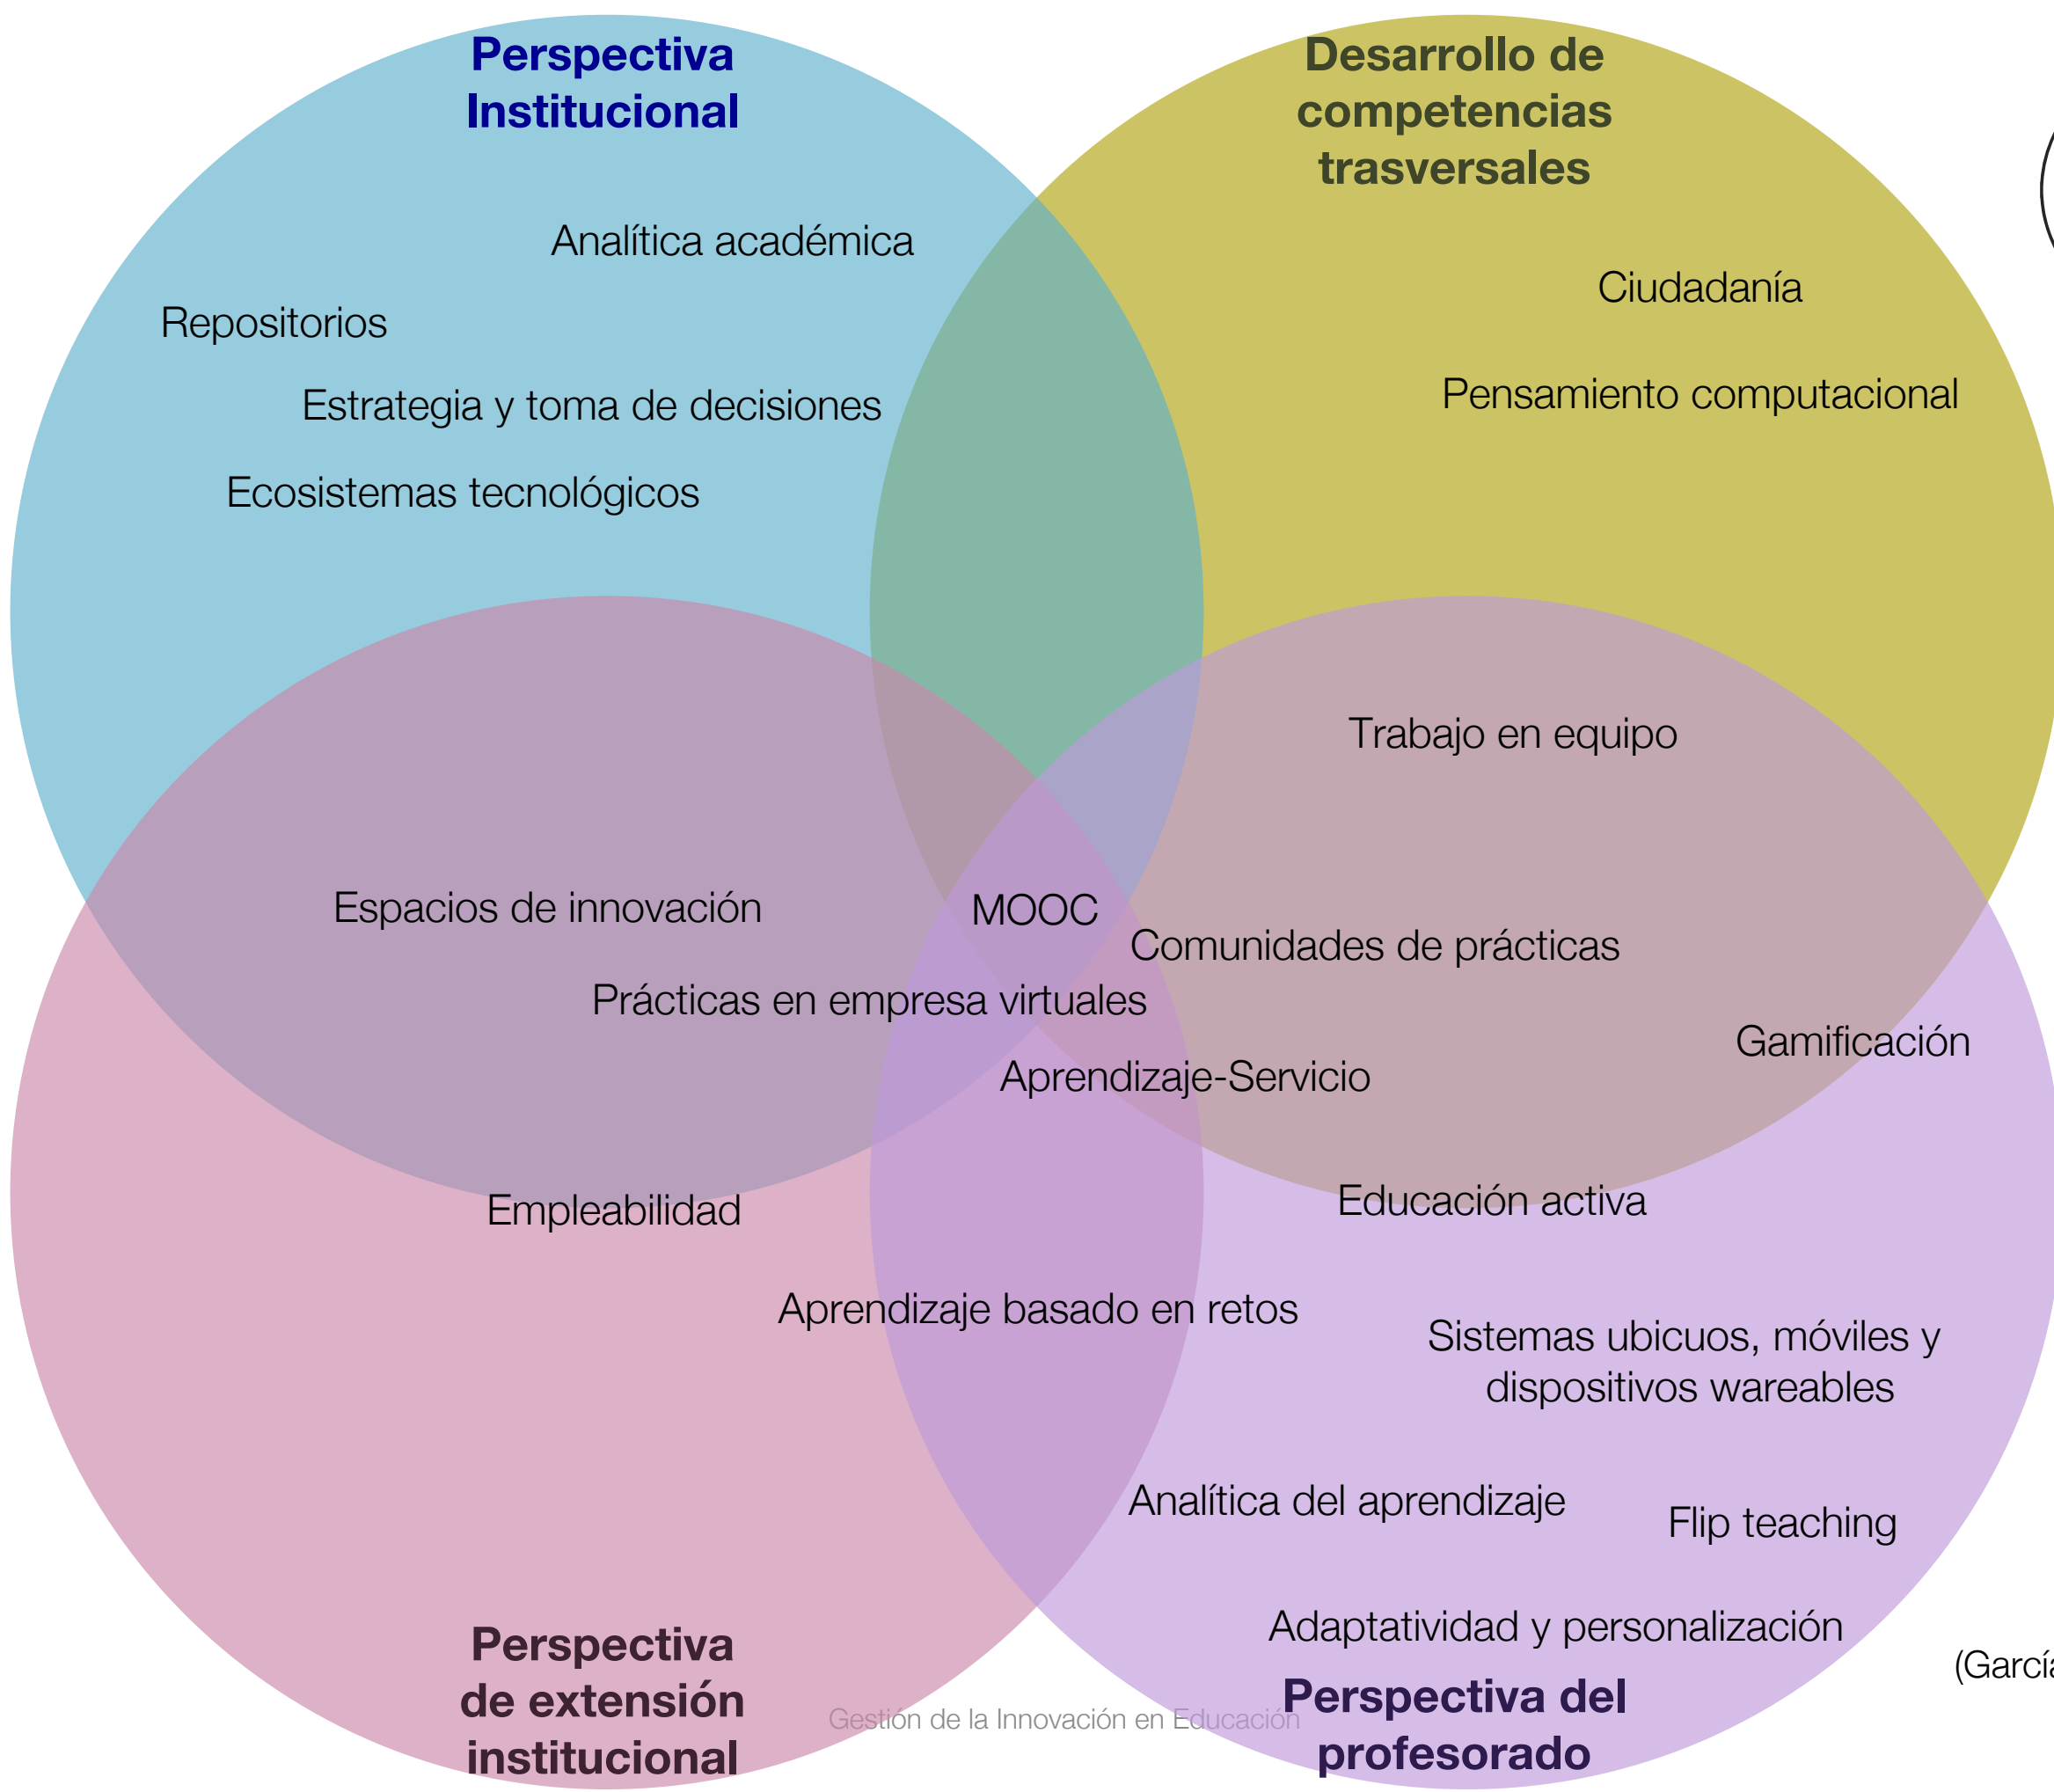 Perspectiva
Institucional
Desarrollo de
competencias
trasversales
Analítica académica
Ciudadanía
Repositorios
Pensamiento computacional
Estrategia y toma de decisiones
Ecosistemas tecnológicos
Trabajo en equipo
Espacios de innovación
MOOC
Comunidades de prácticas
Prácticas en empresa virtuales
Gamificación
Aprendizaje-Servicio
Educación activa
Empleabilidad
Aprendizaje basado en retos
Sistemas ubicuos, móviles y
dispositivos wareables
Analítica del aprendizaje
Flip teaching
Adaptatividad y personalización
Perspectiva
de extensión
institucional
Gestión de la Innovación en Educación
Perspectiva del
profesorado